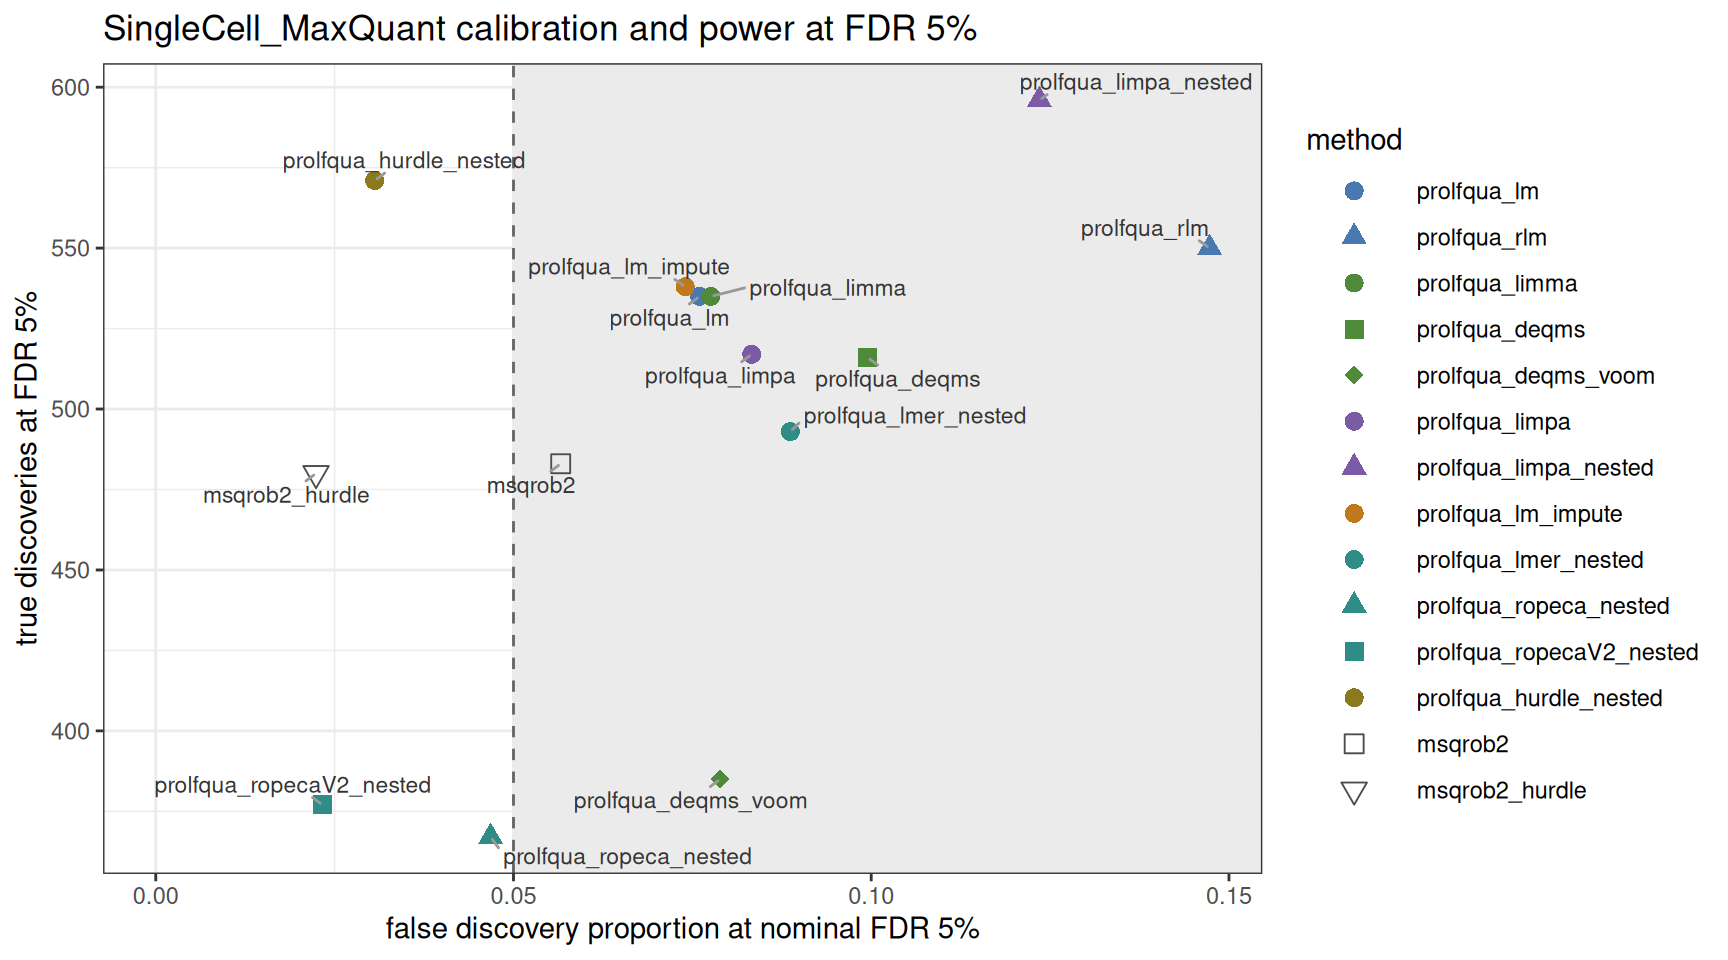 SingleCell_MaxQuant calibration and power at FDR 5%
true discoveries at FDR 5%
600
550
500
450
400
prolfqua_limpa_nested
prolfqua_hurdle_nested
prolfqua_rlm
prolfqua_lm_impute
prolfqua_limma
prolfqua_lm
prolfqua_limpa
prolfqua_deqms
prolfqua_lmer_nested
msqrob2
msqrob2_hurdle
prolfqua_ropecaV2_nested
prolfqua_deqms_voom
prolfqua_ropeca_nested
0.00
0.05
0.10
0.15
false discovery proportion at nominal FDR 5%
method
prolfqua_lm
prolfqua_rlm
prolfqua_limma
prolfqua_deqms
prolfqua_deqms_voom
prolfqua_limpa
prolfqua_limpa_nested
prolfqua_lm_impute
prolfqua_lmer_nested
prolfqua_ropeca_nested
prolfqua_ropecaV2_nested
prolfqua_hurdle_nested
msqrob2
msqrob2_hurdle